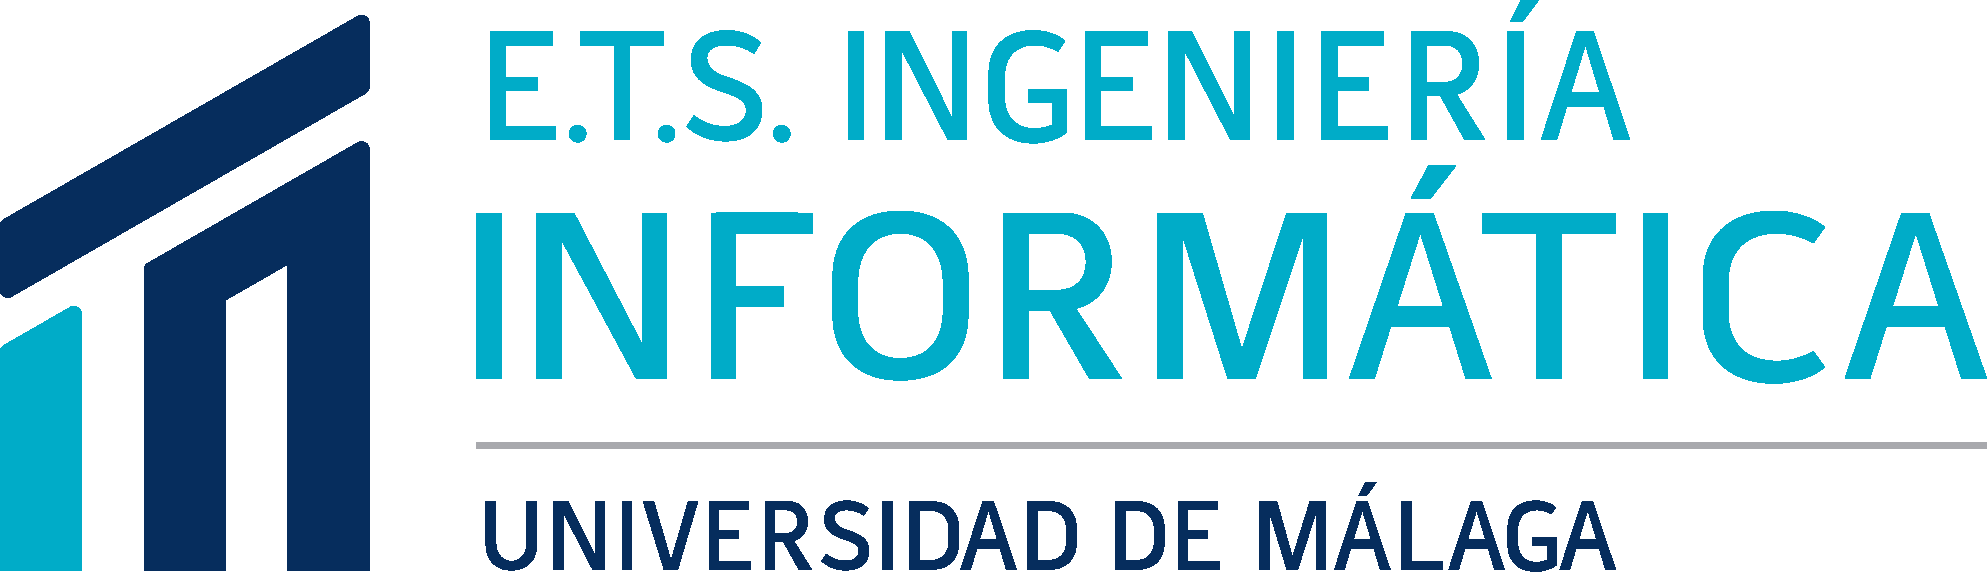 E.T.S. INGENIERÍA
INFORMÁTICA
UNIVERSIDAD DE MÁLAGA